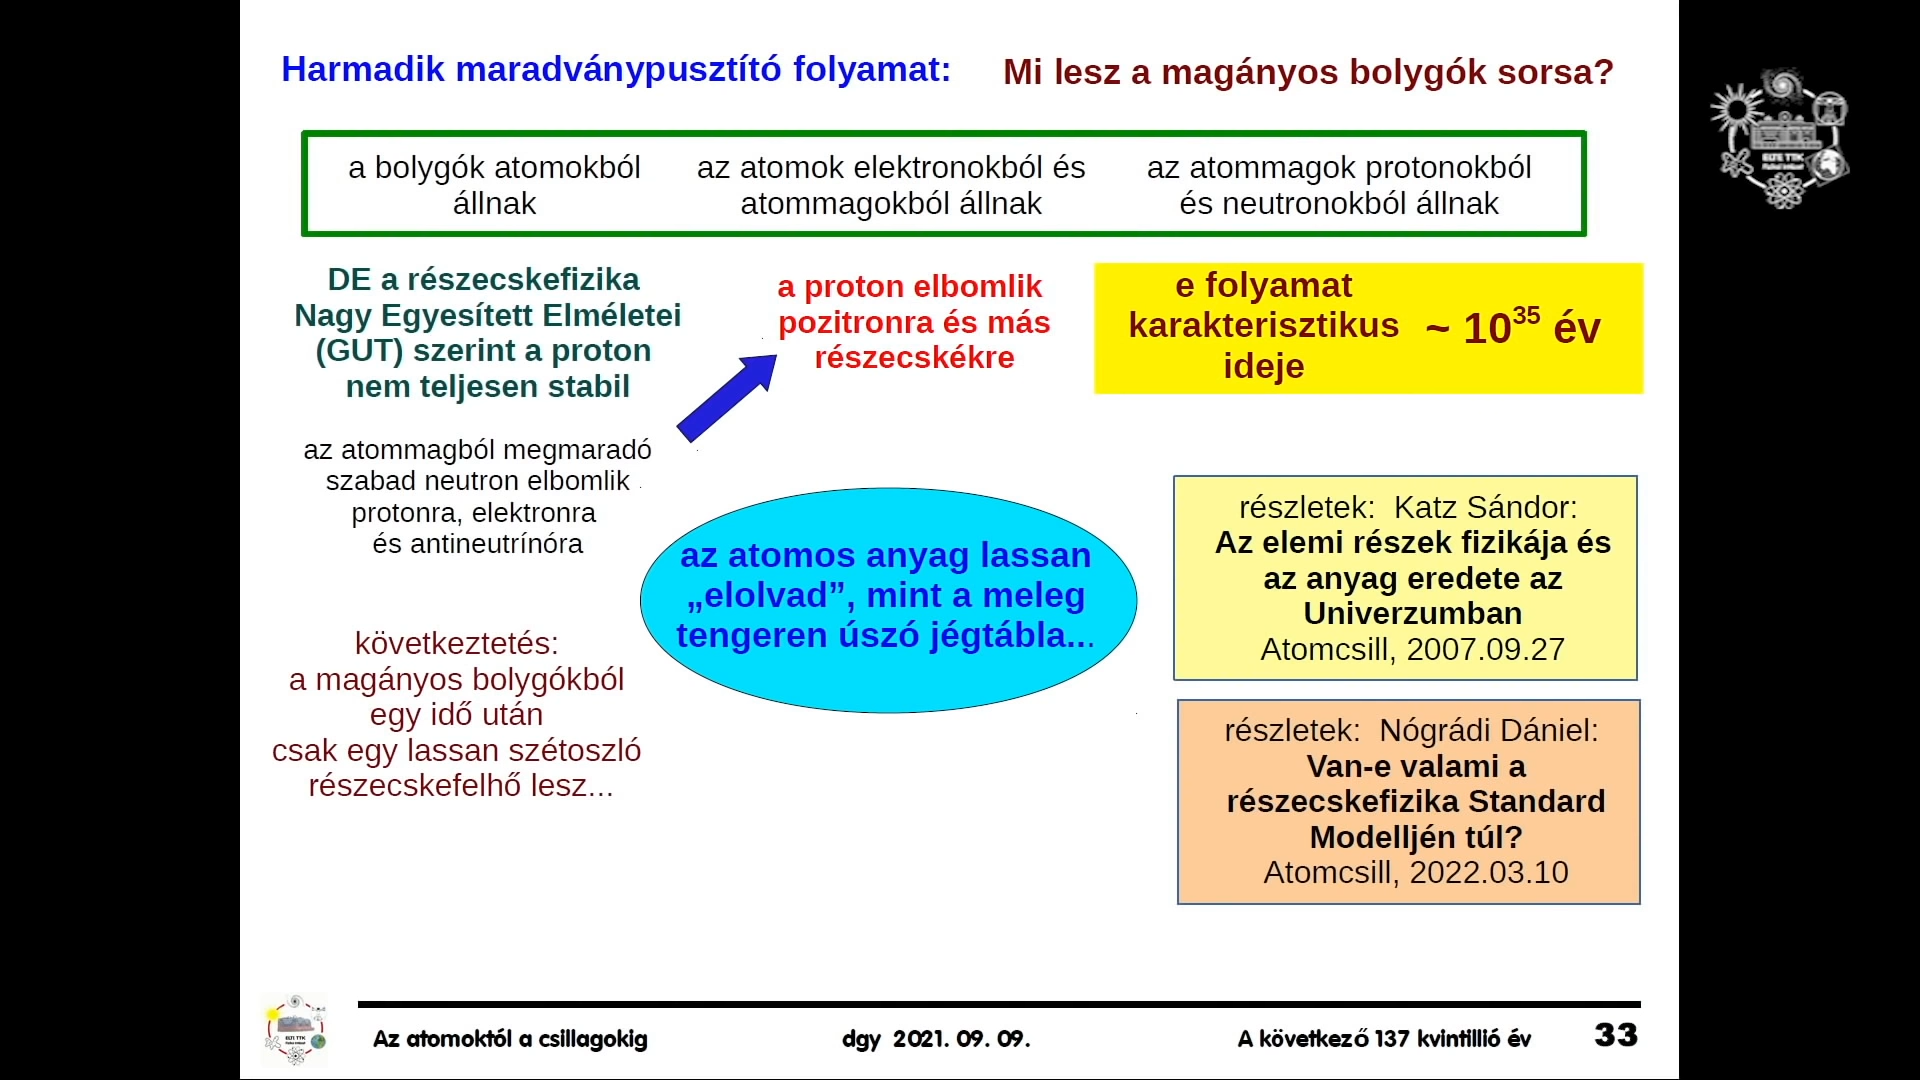 Harmadik maradványpusztító folyamat:
Mi lesz a magányos bolygók sorsa?
a bolygók atomokból
állnak
az atomok elektronokból és
atommagokból állnak
az atommagok protonokból
és neutronokból állnak
DE a részecskefizika
Nagy Egyesített Elméletei
(GUT) szerint a proton
nem teljesen stabil
a proton elbomlik
pozitronra és más
részecskékre
e folyamat
karakterisztikus
ideje
~ 10³⁵ év
az atommagból megmaradó
szabad neutron elbomlik
protonra, elektronra
és antineutrínóra
az atomos anyag lassan
„elolvad”, mint a meleg
tengeren úszó jégtábla...
következtetés:
a magányos bolygókból
egy idő után
csak egy lassan szétoszló
részecskefelhő lesz...
részletek: Katz Sándor:
Az elemi részek fizikája és
az anyag eredete az
Univerzumban
Atomcsill, 2007.09.27
részletek: Nógrádi Dániel:
Van-e valami a
részecskefizika Standard
Modelljén túl?
Atomcsill, 2022.03.10
ELTE TTK
Az atomoktól a csillagokig
dgy 2021. 09. 09.
A következő 137 kvintillió év
33
ELTE TTK